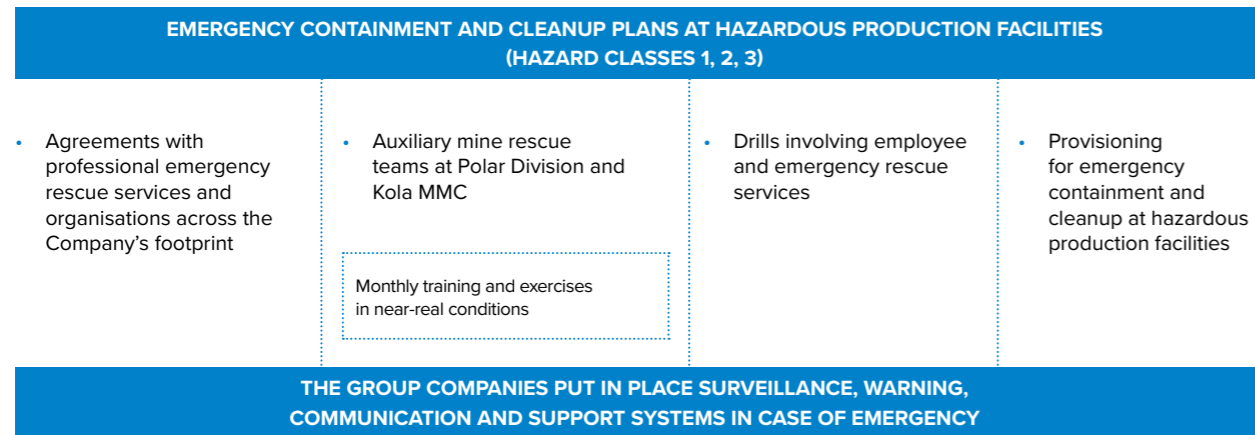 EMERGENCY CONTAINMENT AND CLEANUP PLANS AT HAZARDOUS PRODUCTION FACILITIES
(HAZARD CLASSES 1, 2, 3)
• Agreements with
professional emergency
rescue services and
organisations across the
Company’s footprint
• Auxiliary mine rescue
teams at Polar Division and
Kola MMC
Monthly training and exercises
in near-real conditions
• Drills involving employee
and emergency rescue
services
• Provisioning
for emergency
containment and
cleanup at hazardous
production facilities
THE GROUP COMPANIES PUT IN PLACE SURVEILLANCE, WARNING,
COMMUNICATION AND SUPPORT SYSTEMS IN CASE OF EMERGENCY